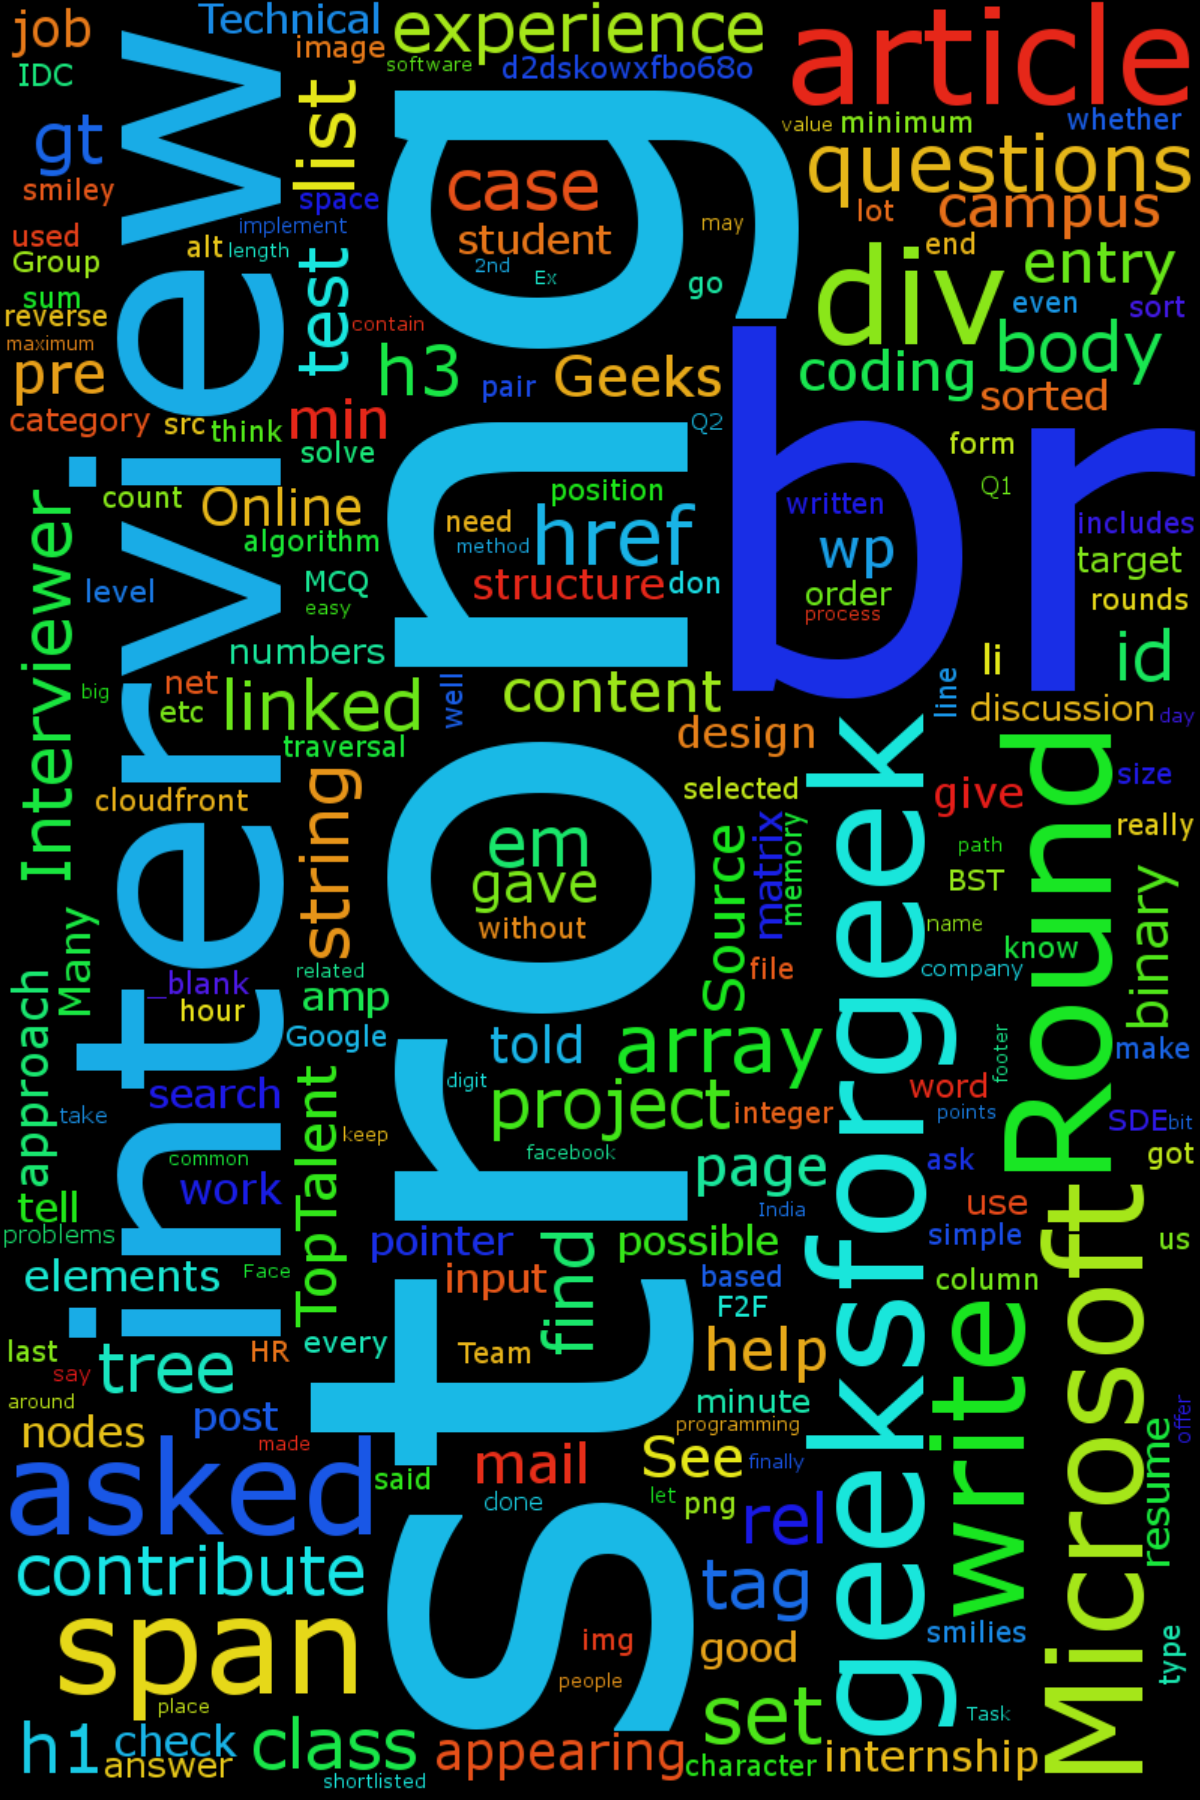 job
Technical
experience
article
IDC
image
software
d2dskowxfbo68o
gt
list
value
minimum
whether
smiley
space
case
questions
used
implement
student
may
lot
campus
Group
alt
length
2nd
Ex
go
end
entry
sum
test
div
even
sort
reverse
contain
maximum
h3
pair
Geeks
coding
body
pre
sorted
category
src
think
min
Q2
form
solve
interview
strong
br
count
Online
position
Q1
written
includes
need
href
algorithm
method
wp
target
Interviewer
level
MCQ
structure
don
order
rounds
easy
process
numbers
li
id
big
net
linked
well
content
line
discussion
day
etc
design
traversal
cloudfront
string
selected
give
size
em
Source
matrix
memory
really
gave
path
BST
without
name
know
binary
Many
related
file
company
_blank
amp
approach
hour
Google
told
array
footer
make
search
digit
project
integer
word
take
points
SDE
bit
TopTalent
keep
common
facebook
page
ask
got
work
tell
India
use
problems
pointer
find
possible
simple
us
elements
Face
input
based
column
F2F
last
HR
every
Team
help
geeksforgeek
Round
Microsoft
write
say
tree
around
minute
nodes
post
programming
offer
made
asked
said
mail
See
finally
resume
done
let
png
rel
contribute
tag
span
img
good
smilies
type
people
place
set
Task
h1
check
class
appearing
answer
character
internship
shortlisted